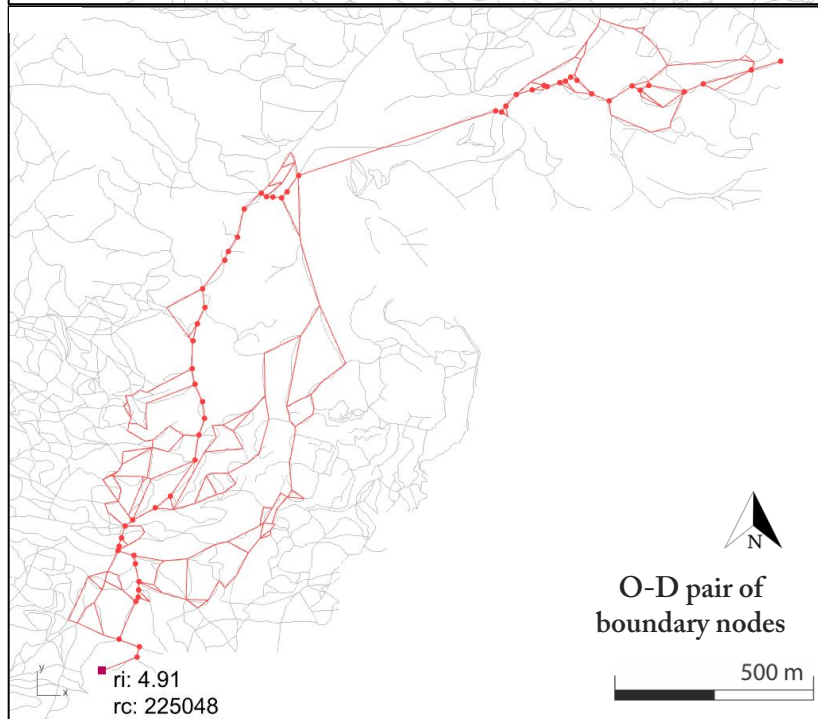 N
O-D pair of
boundary nodes
500 m
y
x
ri: 4.91
rc: 225048